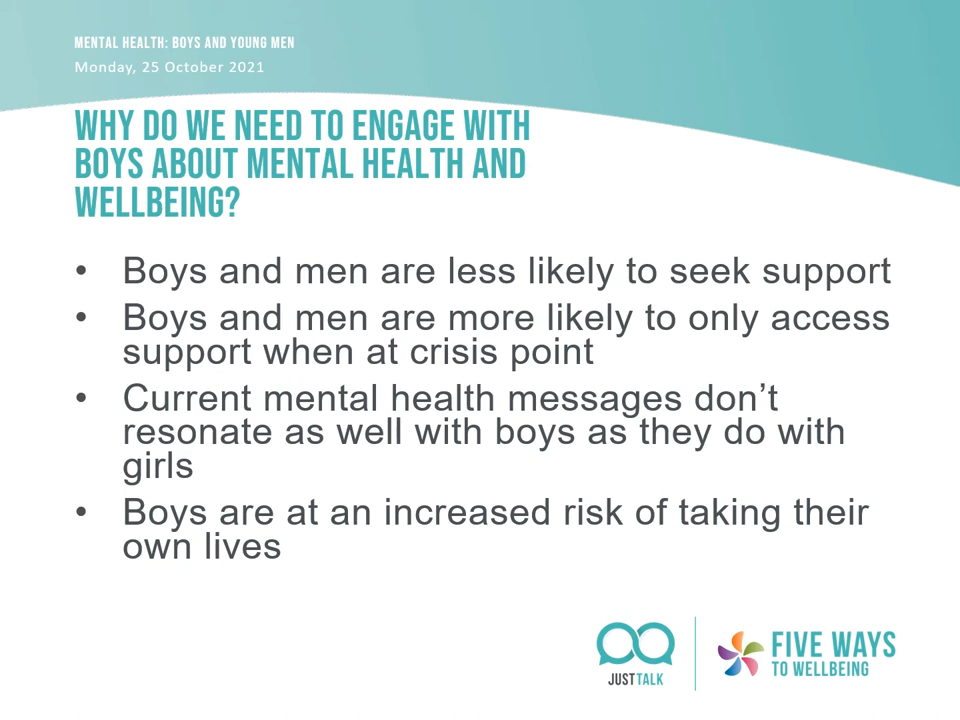 MENTAL HEALTH: BOYS AND YOUNG MEN
Monday, 25 October 2021
WHY DO WE NEED TO ENGAGE WITH
BOYS ABOUT MENTAL HEALTH AND
WELLBEING?
• Boys and men are less likely to seek support
• Boys and men are more likely to only access
support when at crisis point
• Current mental health messages don’t
resonate as well with boys as they do with
girls
• Boys are at an increased risk of taking their
own lives
JUSTTALK
FIVE WAYS
TO WELLBEING